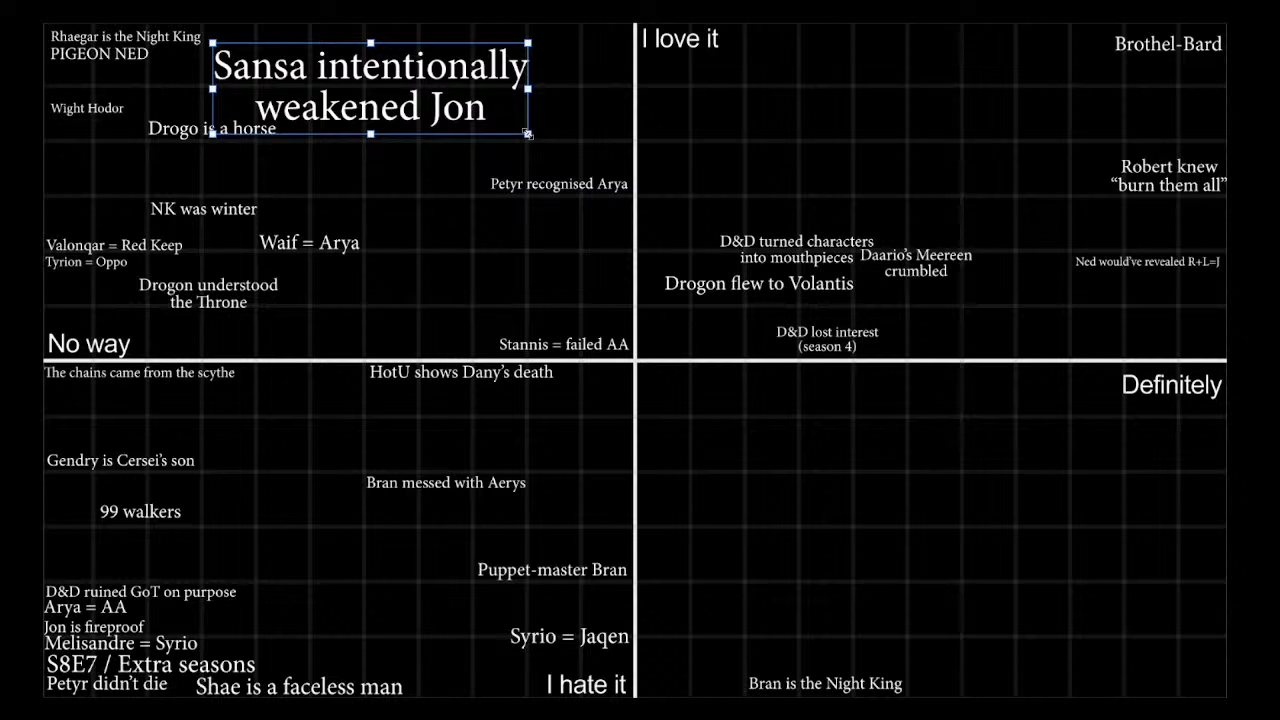 Rhaegar is the Night King
PIGEON NED
Sansa intentionally
weakened Jon
Wight Hodor
Drogo is a horse
Petyr recognised Arya
NK was winter
Valonqar = Red Keep
Waif = Arya
Tyrion = Oppo
Drogon understood
the Throne
No way
Stannis = failed AA
I love it
Brothel-Bard
Robert knew
“burn them all”
D&D turned characters
into mouthpieces
Daario’s Meereen
crumbled
Ned would’ve revealed R+L=J
Drogon flew to Volantis
D&D lost interest
(season 4)
The chains came from the scythe
HotU shows Dany’s death
Gendry is Cersei’s son
Bran messed with Aerys
99 walkers
Puppet-master Bran
D&D ruined GoT on purpose
Arya = AA
Jon is fireproof
Melisandre = Syrio
Syrio = Jaqen
S8E7 / Extra seasons
Petyr didn’t die
Shae is a faceless man
I hate it
Definitely
Bran is the Night King